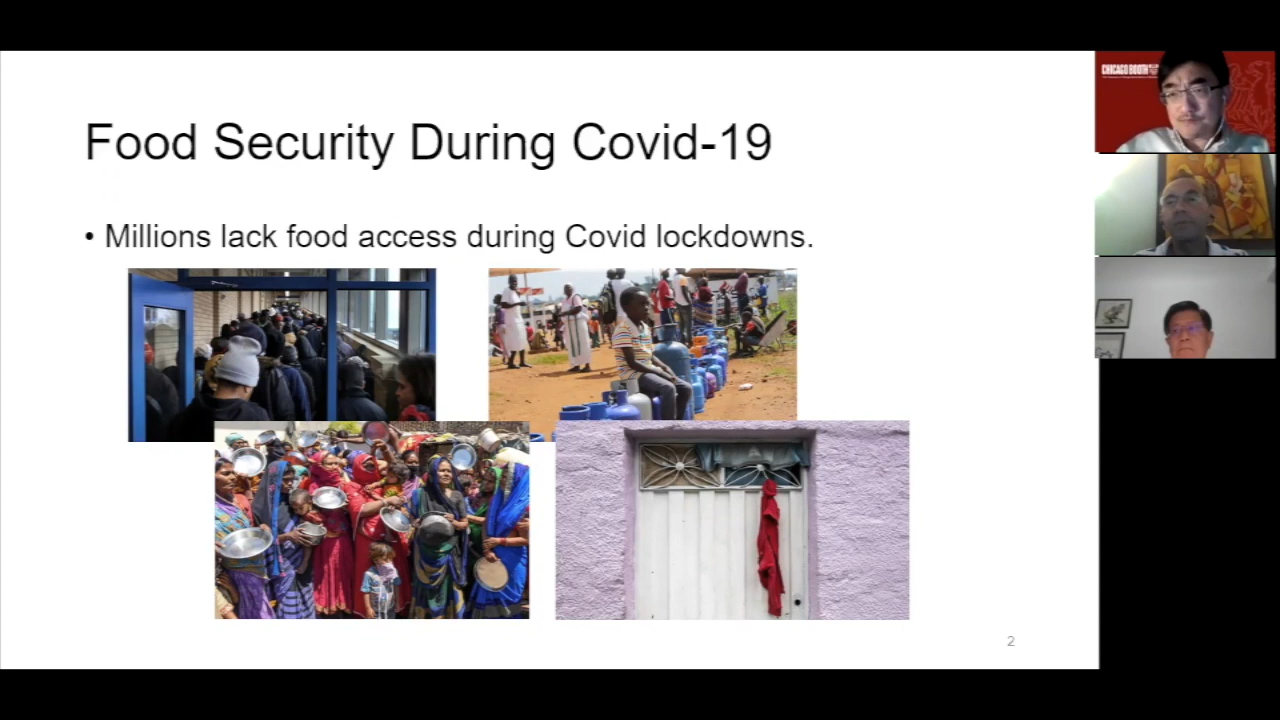 Food Security During Covid-19
• Millions lack food access during Covid lockdowns.
2
CHICAGO BOOTH